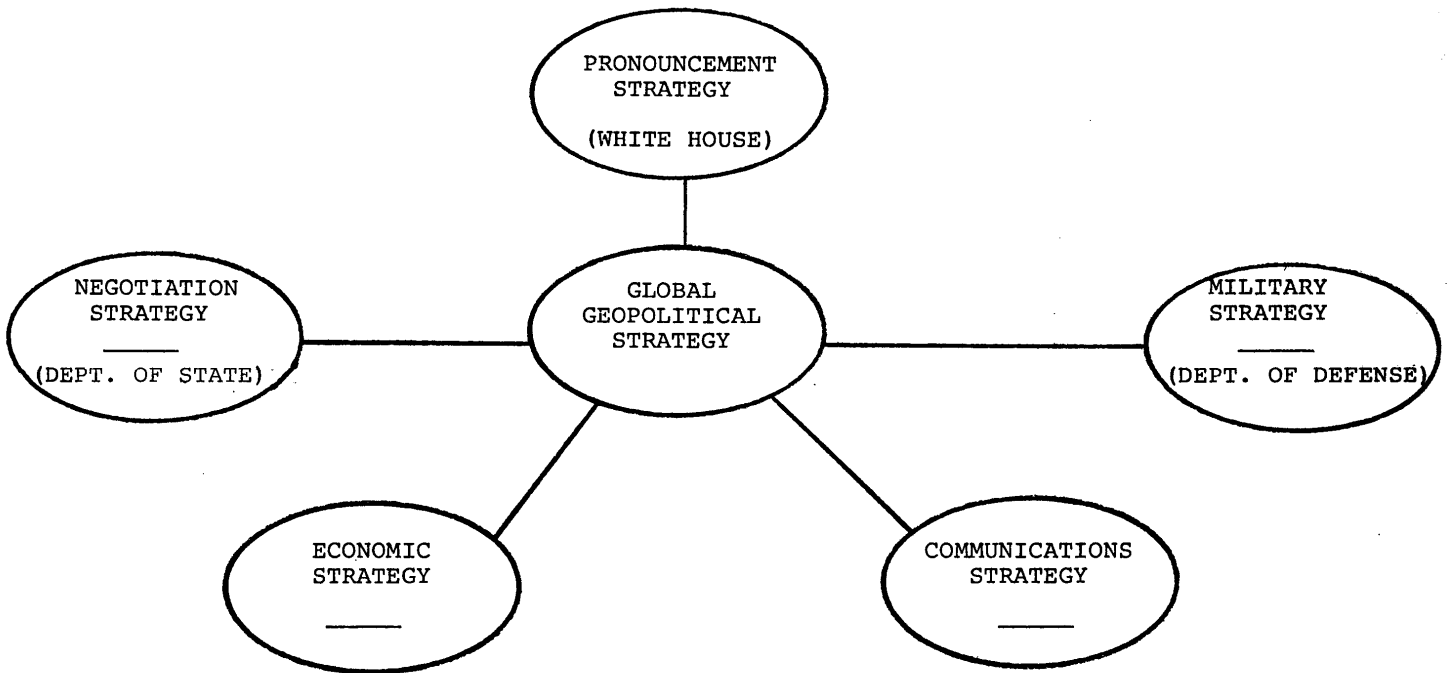 PRONOUNCEMENT
STRATEGY
(WHITE HOUSE)
NEGOTIATION
STRATEGY
(DEPT. OF STATE)
GLOBAL
GEOPOLITICAL
STRATEGY
MILITARY
STRATEGY
(DEPT. OF DEFENSE)
ECONOMIC
STRATEGY
COMMUNICATIONS
STRATEGY